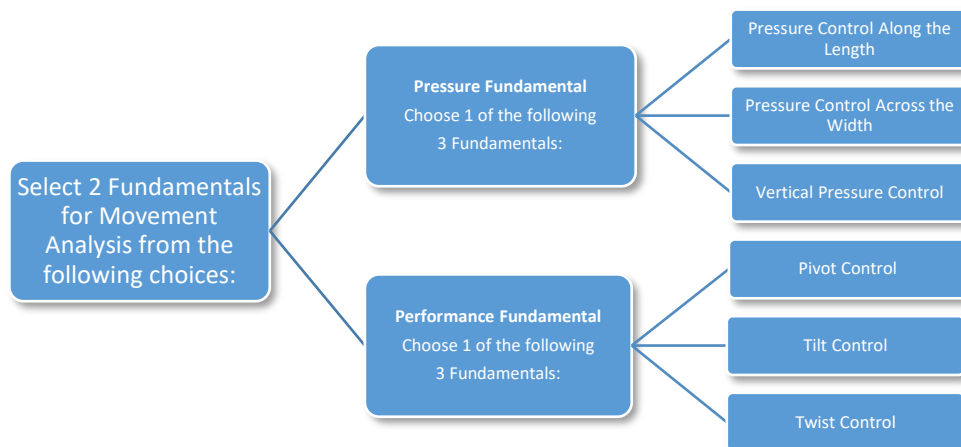 Select 2 Fundamentals
for Movement
Analysis from the
following choices:
Pressure Fundamental
Choose 1 of the following
3 Fundamentals:
Pressure Control Along the
Length
Pressure Control Across the
Width
Vertical Pressure Control
Performance Fundamental
Choose 1 of the following
3 Fundamentals:
Pivot Control
Tilt Control
Twist Control